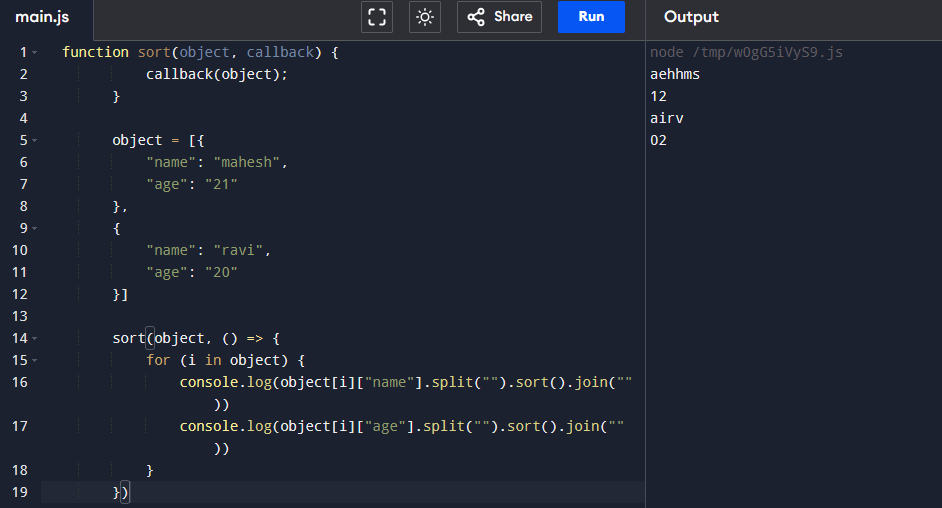 main.js
Share
Run
Output
1 function sort(object, callback) {
2 callback(object);
3 }
4
5 object = [{
6 "name": "mahesh",
7 "age": "21"
8 },
9 {
10 "name": "ravi",
11 "age": "20"
12 }]
13
14 sort(object, () => {
15 for (i in object) {
16 console.log(object[i]["name"].split("").sort().join(""
))
17 console.log(object[i]["age"].split("").sort().join(""
))
18 }
19 })
node /tmp/wOgG5iVyS9.js
aehhms
12
airv
02